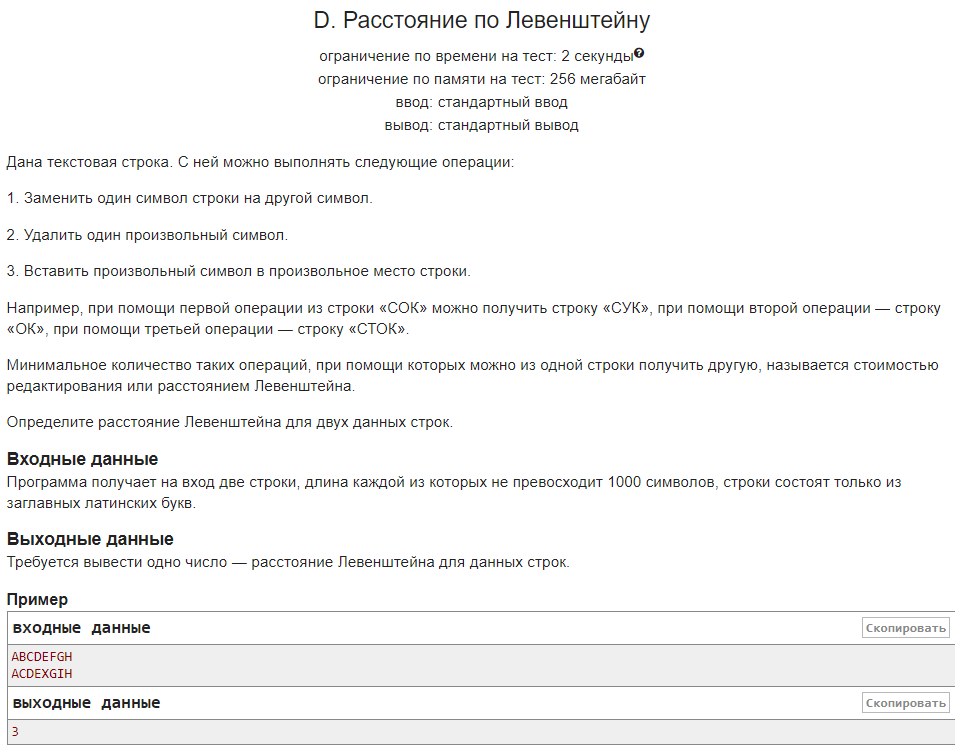 D. Расстояние по Левенштейну
ограничение по времени на тест: 2 секунды
ограничение по памяти на тест: 256 мегабайт
ввод: стандартный ввод
вывод: стандартный вывод
Дана текстовая строка. С ней можно выполнять следующие операции:
1. Заменить один символ строки на другой символ.
2. Удалить один произвольный символ.
3. Вставить произвольный символ в произвольное место строки.
Например, при помощи первой операции из строки «СОК» можно получить строку «СУК», при помощи второй операции — строку
«ОК», при помощи третьей операции — строку «СТОК».
Минимальное количество таких операций, при помощи которых можно из одной строки получить другую, называется стоимостью
редактирования или расстоянием Левенштейна.
Определите расстояние Левенштейна для двух данных строк.
Входные данные
Программа получает на вход две строки, длина каждой из которых не превосходит 1000 символов, строки состоят только из
заглавных латинских букв.
Выходные данные
Требуется вывести одно число — расстояние Левенштейна для данных строк.
Пример
входные данные Скопировать
ABCDEFGH
ACDEXGIH
выходные данные Скопировать
3